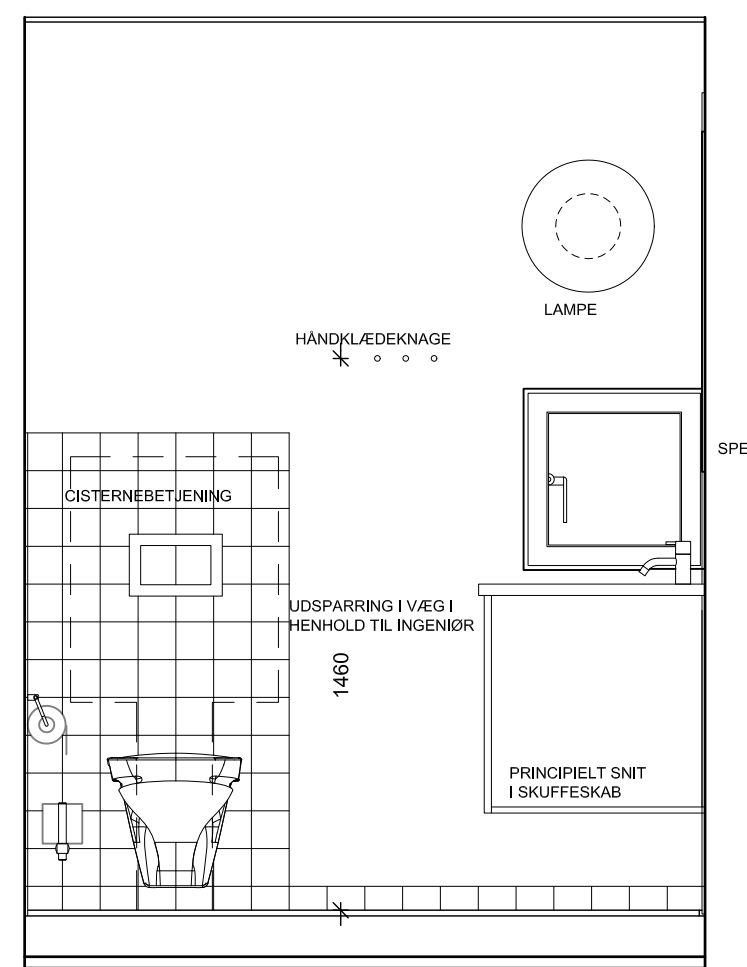 LAMPE
HÅNDKLÆDEKNAGE
SPE
CISTERNEBETJENING
UDSPARRING I VÆG I
HENHOLD TIL INGENIØR
1460
PRINCIPIELT SNIT
I SKUFFESKAB